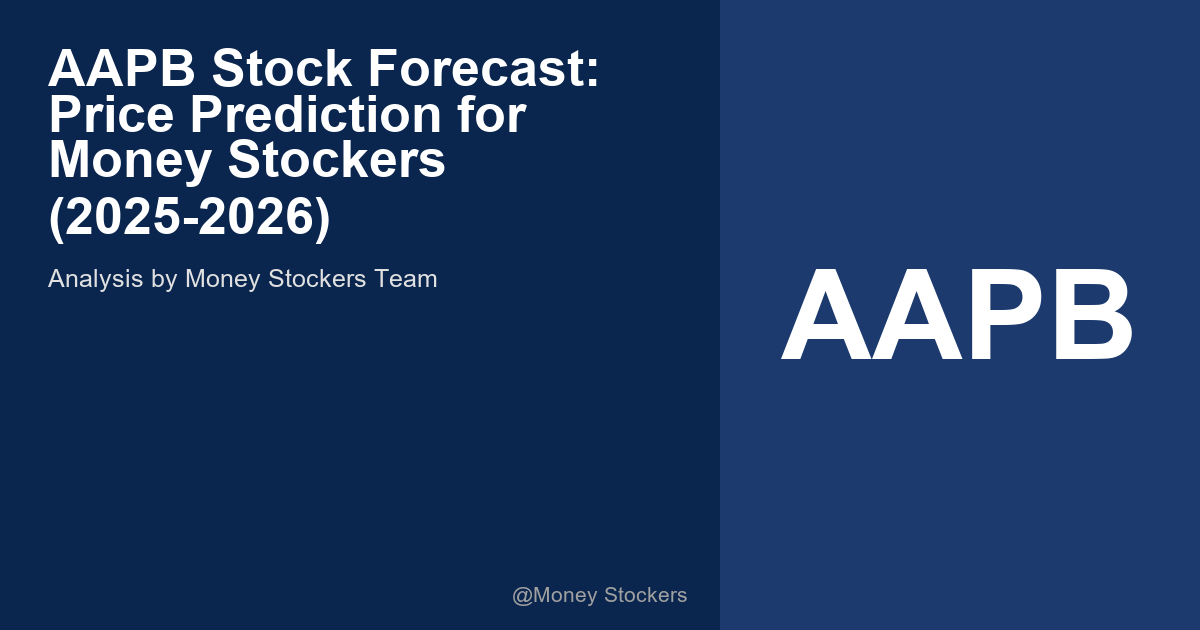 AAPB Stock Forecast:
Price Prediction for
Money Stockers
(2025-2026)
Analysis by Money Stockers Team
AAPB
@Money Stockers